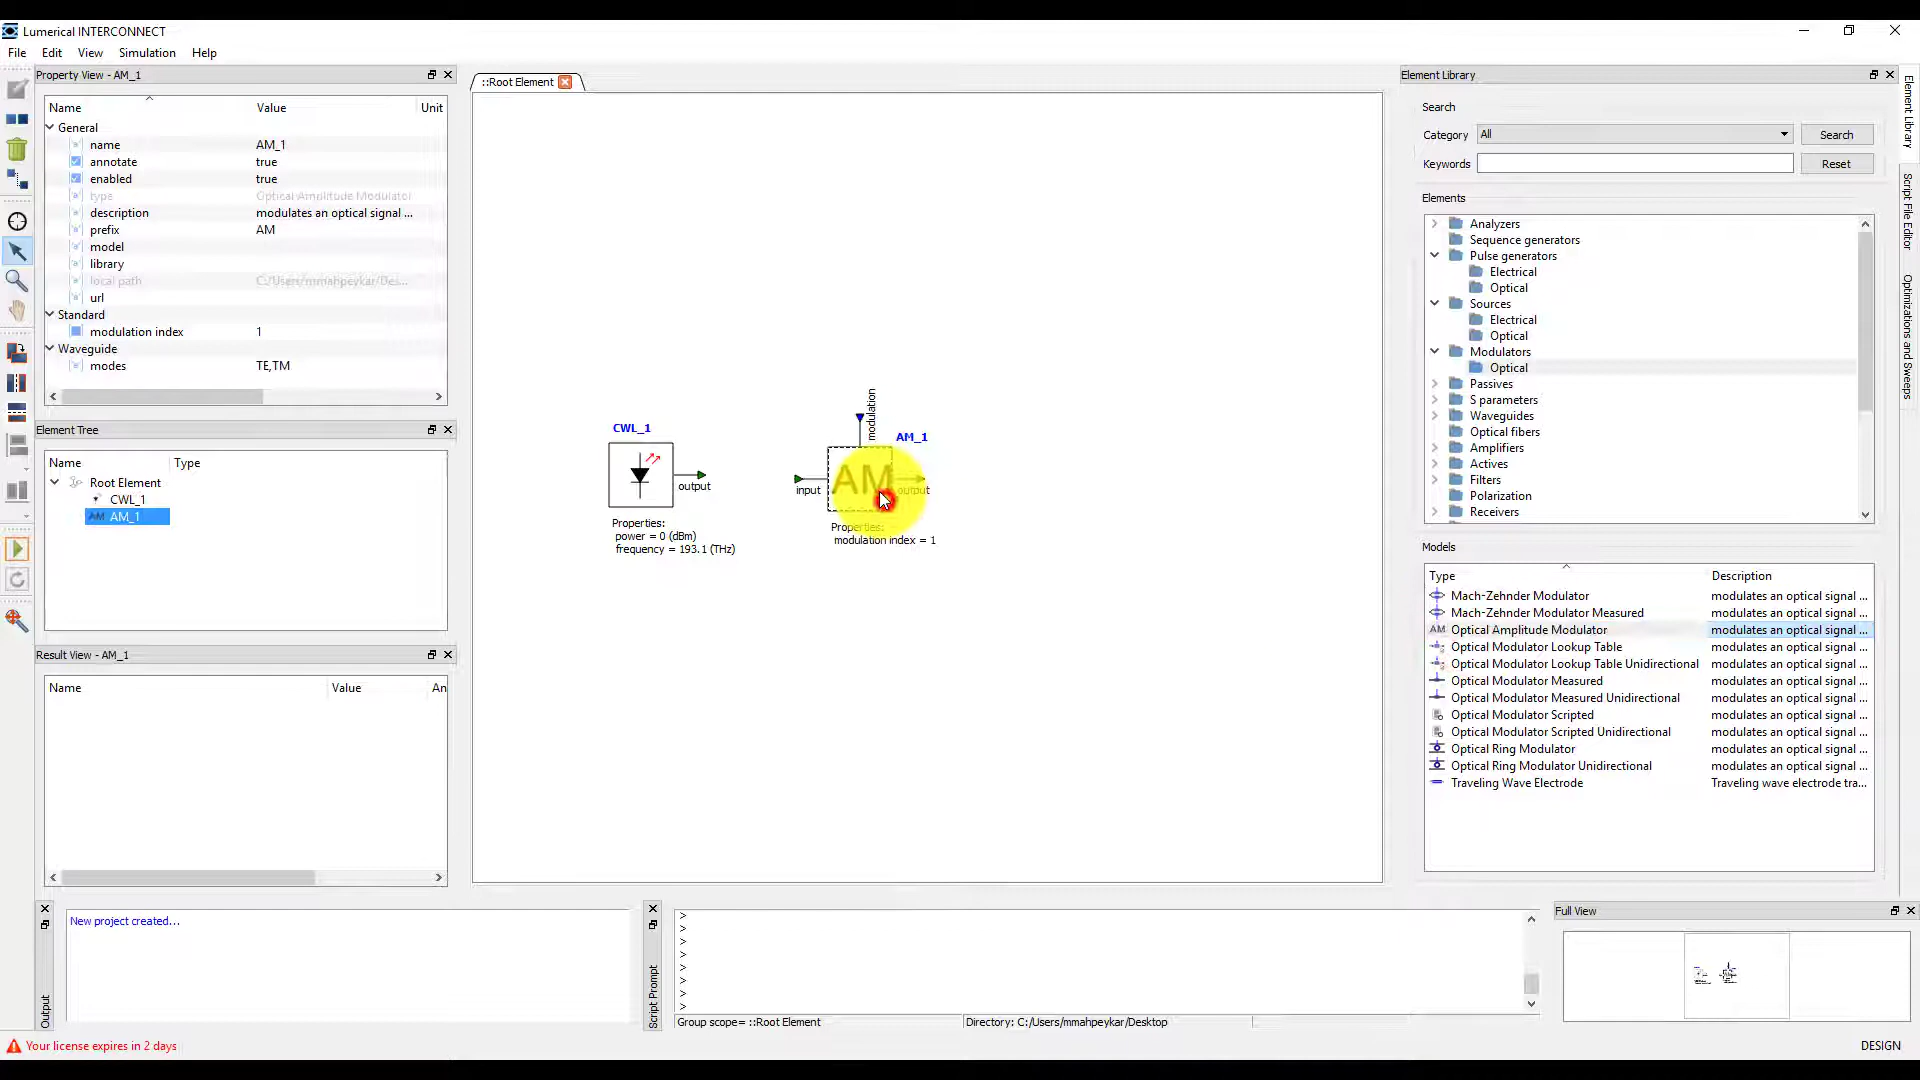 Lumerical INTERCONNECT
File Edit View Simulation Help
Property View - AM_1
Name Value Unit
General
name AM_1
annotate true
enabled true
type Optical Amplitude Modulator
description modulates an optical signal ...
prefix AM
model
library
local path C:/Users/mmahpeykar/Des...
url
Standard
modulation index 1
Waveguide
modes TE,TM
Element Tree
Name Type
Root Element
CWL_1
AM AM_1
Result View - AM_1
Name Value An
::Root Element
CWL_1
output
Properties:
power = 0 (dBm)
frequency = 193.1 (THz)
modulation
AM_1
AM
input
output
Properties:
modulation index = 1
Element Library
Search
Category All Search
Keywords Reset
Elements
Analyzers
Sequence generators
Pulse generators
Electrical
Optical
Sources
Electrical
Optical
Modulators
Optical
Passives
S parameters
Waveguides
Optical fibers
Amplifiers
Actives
Filters
Polarization
Receivers
Models
Type Description
Mach-Zehnder Modulator modulates an optical signal ...
Mach-Zehnder Modulator Measured modulates an optical signal ...
AM Optical Amplitude Modulator modulates an optical signal ...
Optical Modulator Lookup Table modulates an optical signal ...
Optical Modulator Lookup Table Unidirectional modulates an optical signal ...
Optical Modulator Measured modulates an optical signal ...
Optical Modulator Measured Unidirectional modulates an optical signal ...
Optical Modulator Scripted modulates an optical signal ...
Optical Modulator Scripted Unidirectional modulates an optical signal ...
Optical Ring Modulator modulates an optical signal ...
Optical Ring Modulator Unidirectional modulates an optical signal ...
Traveling Wave Electrode Traveling wave electrode tra...
Element Library
Script File Editor
Optimizations and Sweeps
Output
New project created...
Script Prompt
>
>
>
>
>
>
>
>
Group scope= ::Root Element Directory: C:/Users/mmahpeykar/Desktop
Full View
Your license expires in 2 days
DESIGN